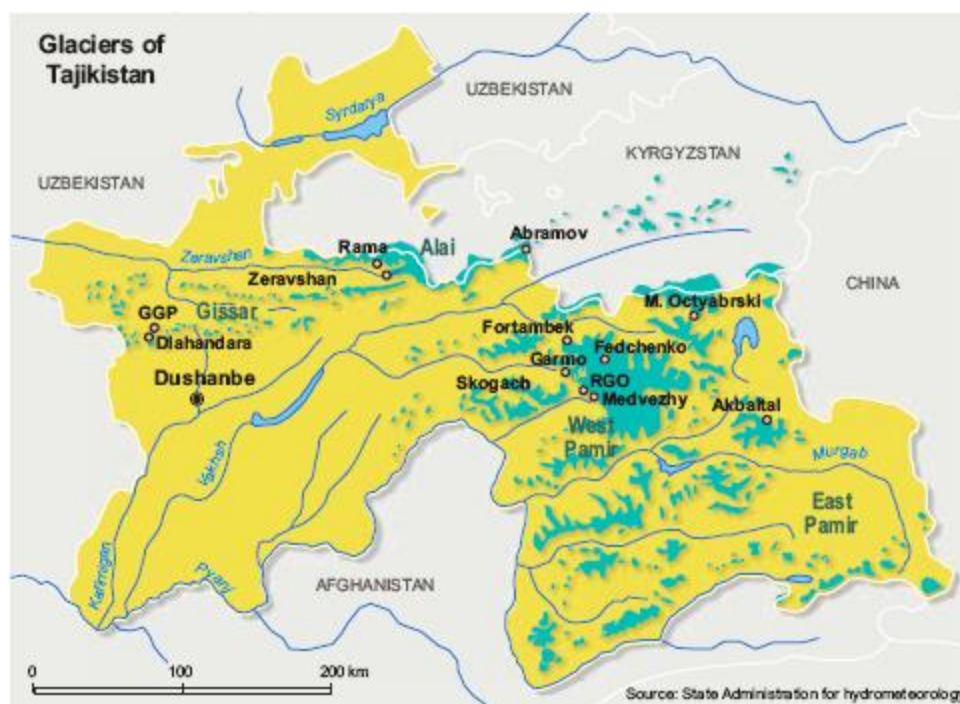 Glaciers of
Tajikistan
UZBEKISTAN
Syrdarya
KYRGYZSTAN
UZBEKISTAN
Abramov
Rama
Alai
Zeravshan
Zeravshan
CHINA
M. Octyabrski
GGP
Gissar
Fortambek
Diahandara
Garmo
Fedchenko
Dushanbe
Skogach
RGO
Medvezhy
Akbaital
West
Pamir
Murgab
Vakhsh
East
Pamir
Kafirnigan
Pyanj
AFGHANISTAN
0 100 200 km
Source: State Administration for hydrometeorology